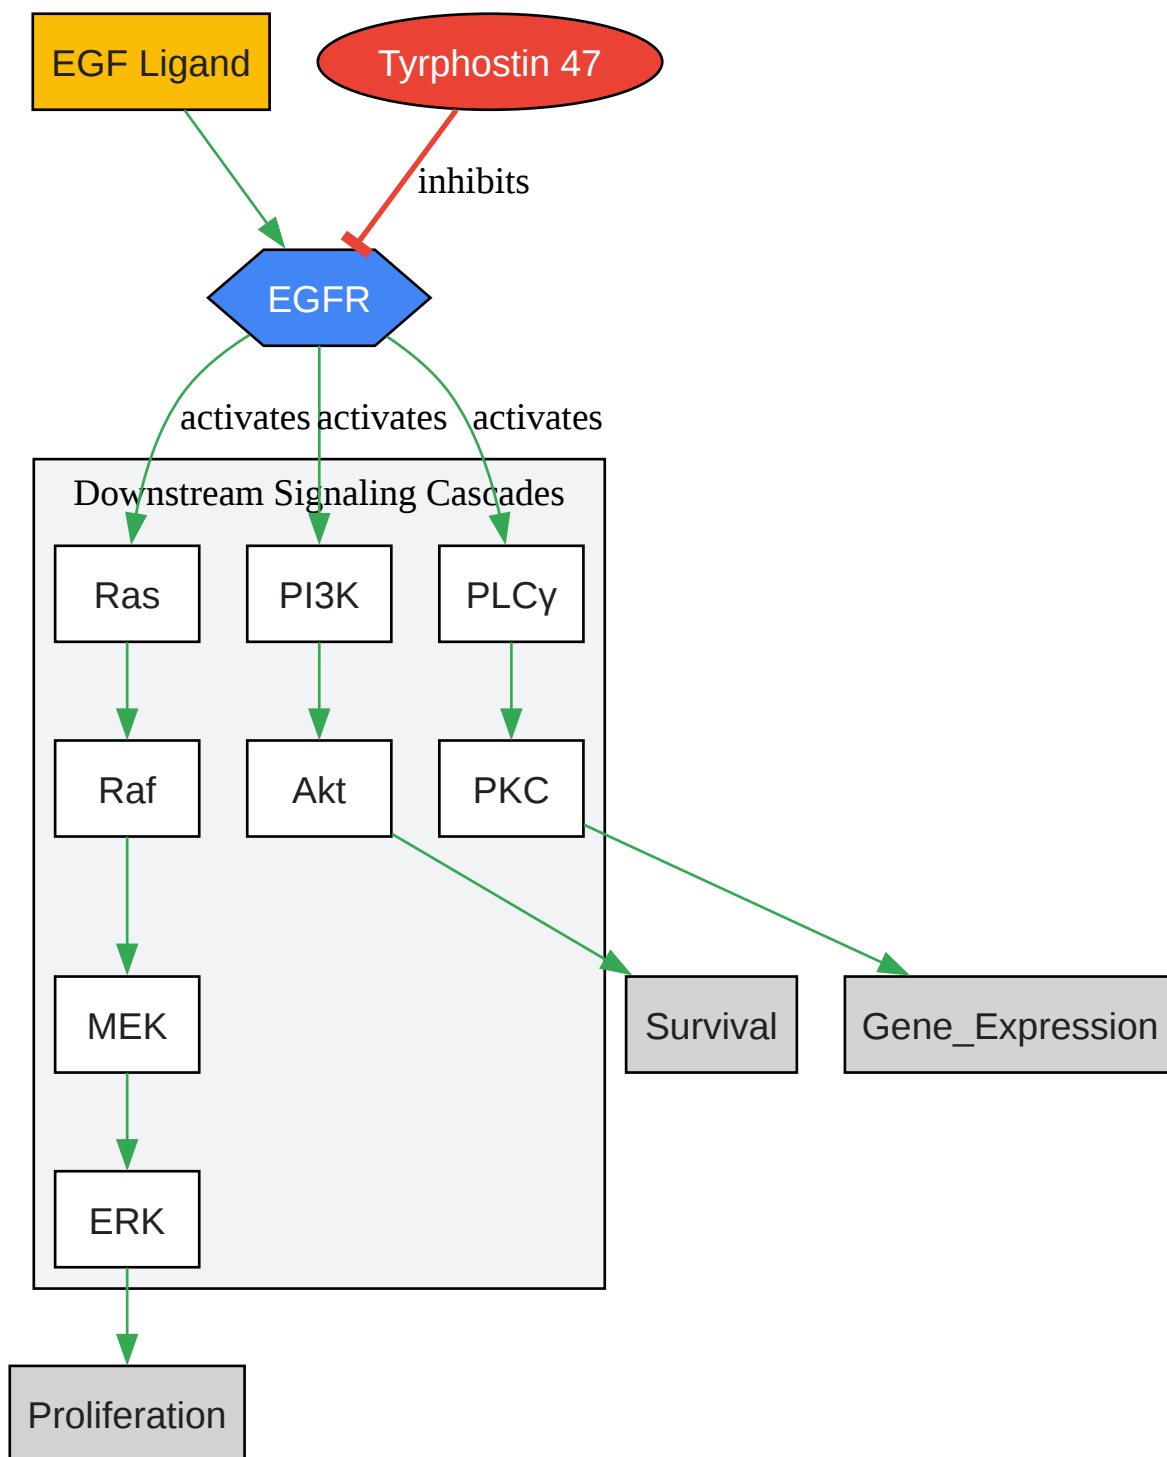 EGF Ligand
Tyrphostin 47
inhibits
EGFR
activates
activates
activates
Downstream Signaling Cascades
Ras
PI3K
PLCγ
Raf
Akt
PKC
MEK
Survival
Gene_Expression
ERK
Proliferation